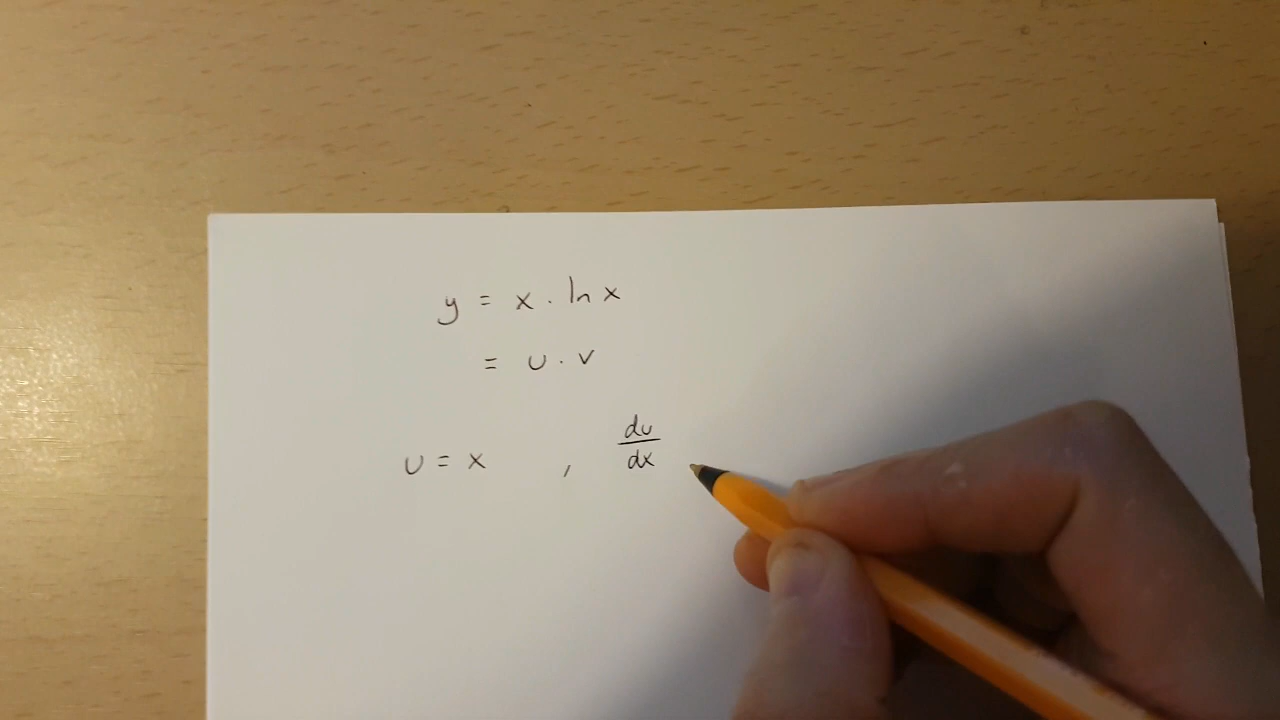 y = x · ln x
= u · v
u = x , du/dx